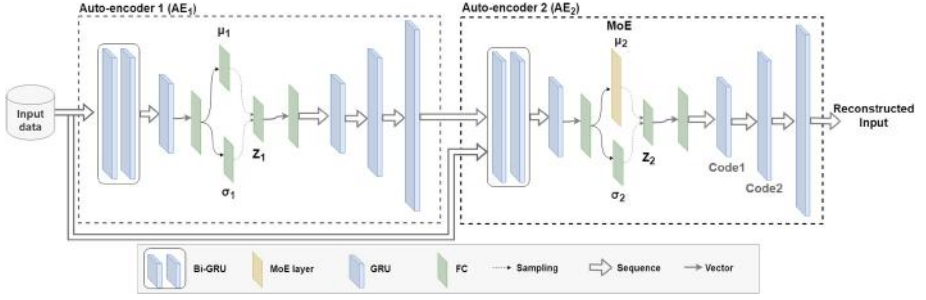 Auto-encoder 1 (AE₁)
Auto-encoder 2 (AE₂)
MoE
μ₁
μ₂
Input
data
Reconstructed
Input
Z₁
Z₂
σ₁
σ₂
Code1
Code2
Bi-GRU
MoE layer
GRU
FC
Sampling
Sequence
Vector